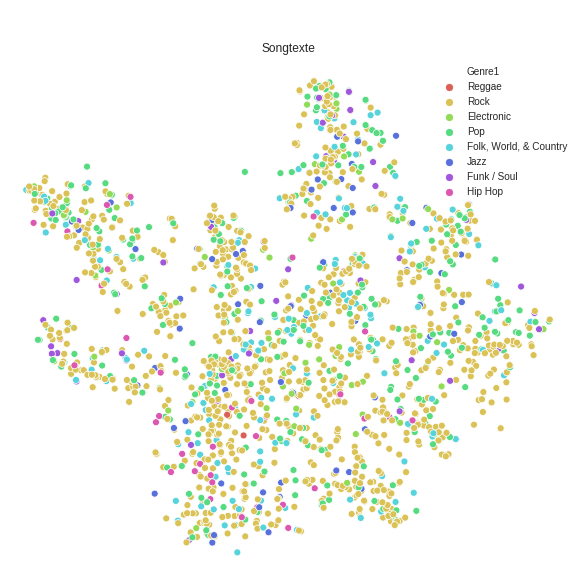 Songtexte
Genre1
Reggae
Rock
Electronic
Pop
Folk, World, & Country
Jazz
Funk / Soul
Hip Hop